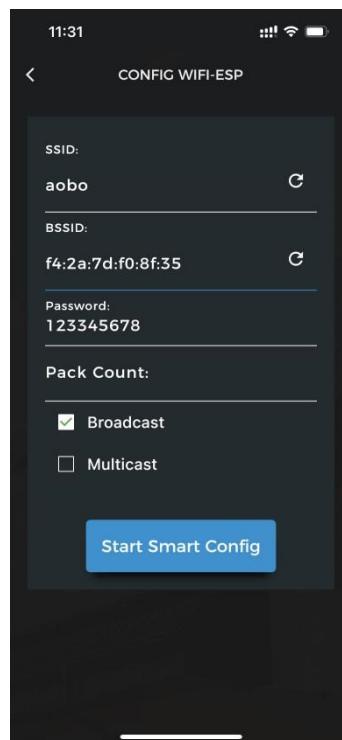 11:31
CONFIG WIFI-ESP
SSID:
aobo
BSSID:
f4:2a:7d:f0:8f:35
Password:
123345678
Pack Count:
Broadcast
Multicast
Start Smart Config